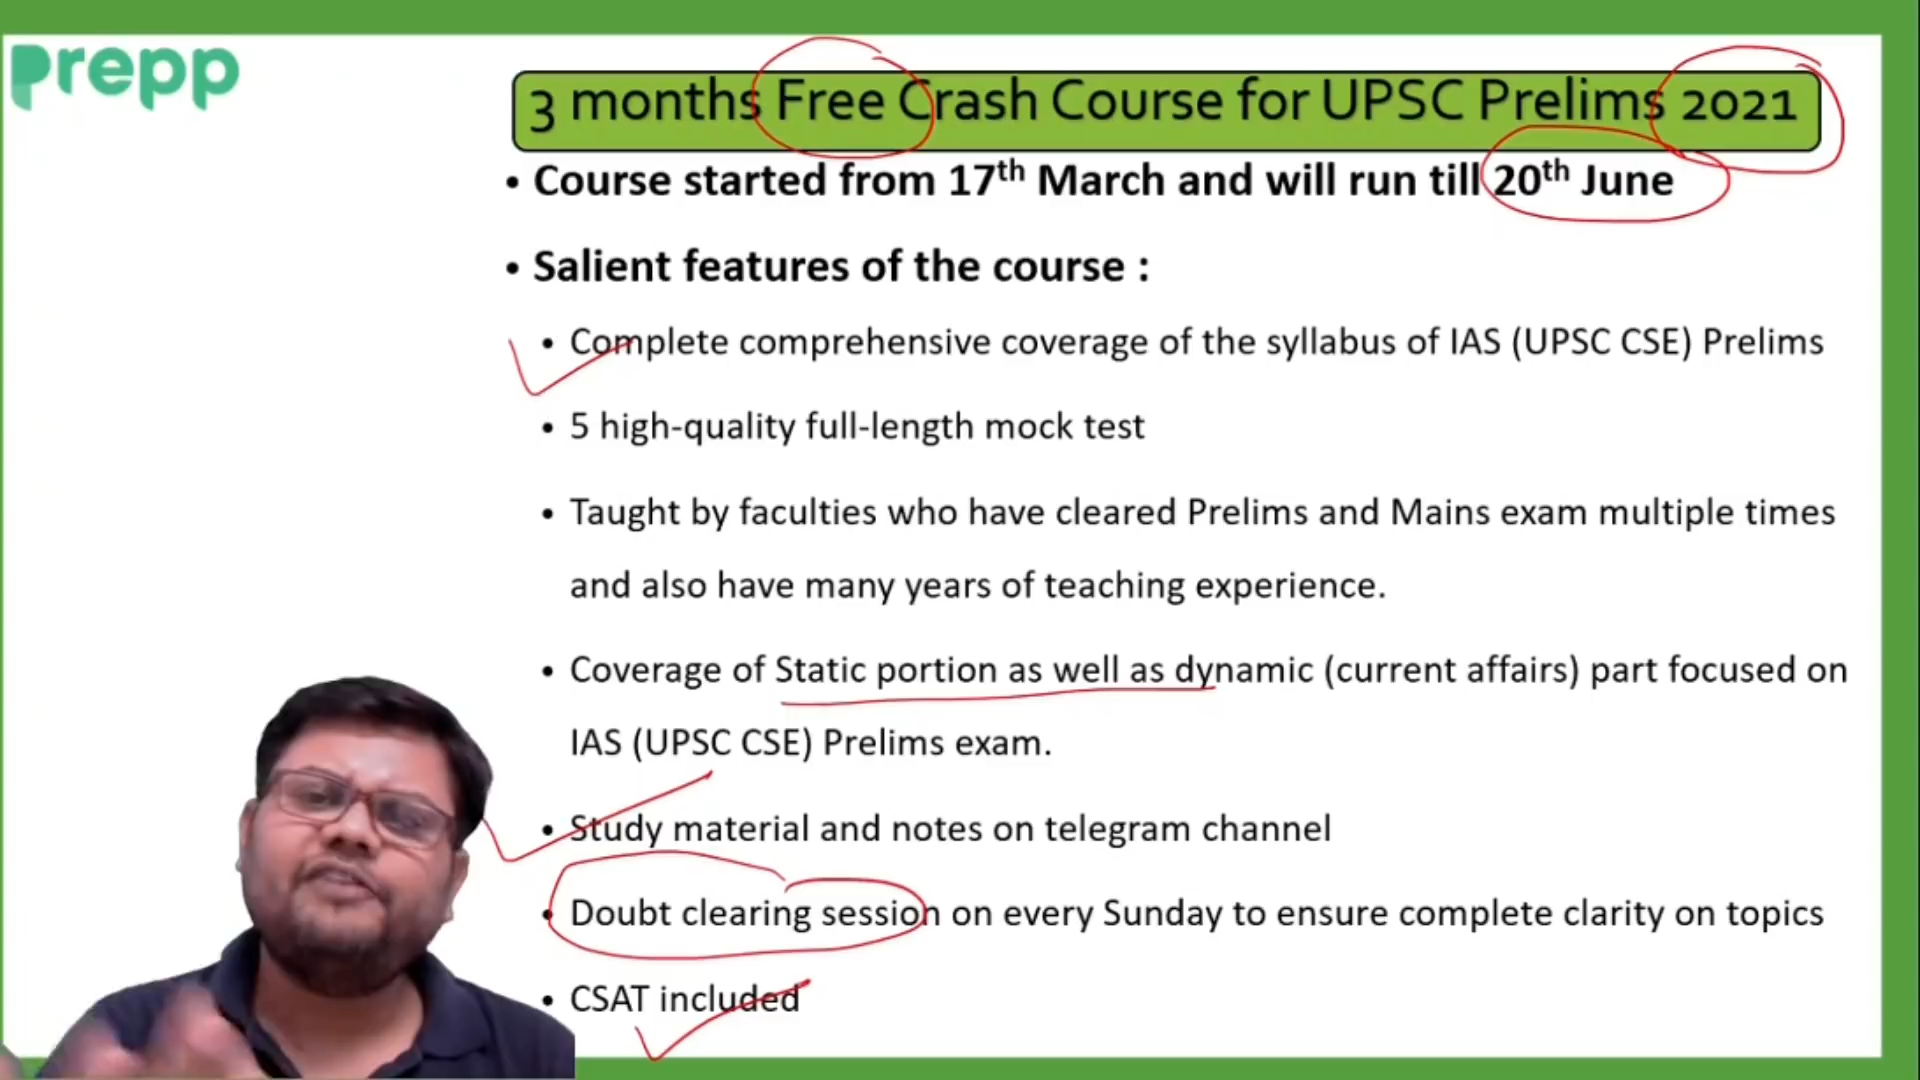 prepp
3 months Free Crash Course for UPSC Prelims 2021
• Course started from 17th March and will run till 20th June
• Salient features of the course :
• Complete comprehensive coverage of the syllabus of IAS (UPSC CSE) Prelims
• 5 high-quality full-length mock test
• Taught by faculties who have cleared Prelims and Mains exam multiple times
and also have many years of teaching experience.
• Coverage of Static portion as well as dynamic (current affairs) part focused on
IAS (UPSC CSE) Prelims exam.
• Study material and notes on telegram channel
• Doubt clearing session on every Sunday to ensure complete clarity on topics
• CSAT included